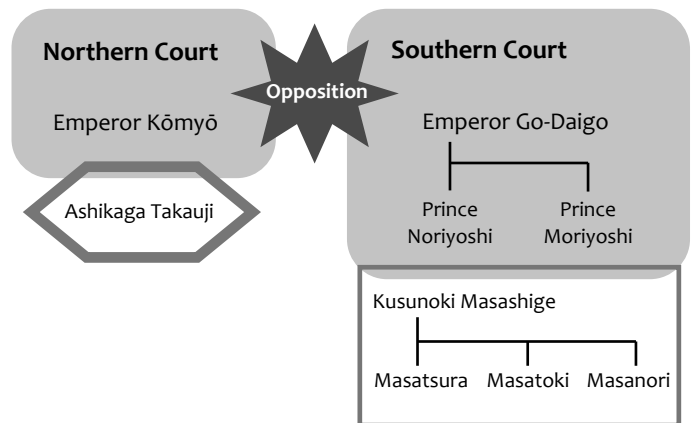 Northern Court
Emperor Kōmyō
Ashikaga Takauji
Opposition
Southern Court
Emperor Go-Daigo
Prince
Noriyoshi
Prince
Moriyoshi
Kusunoki Masashige
Masatsura
Masatoki
Masanori